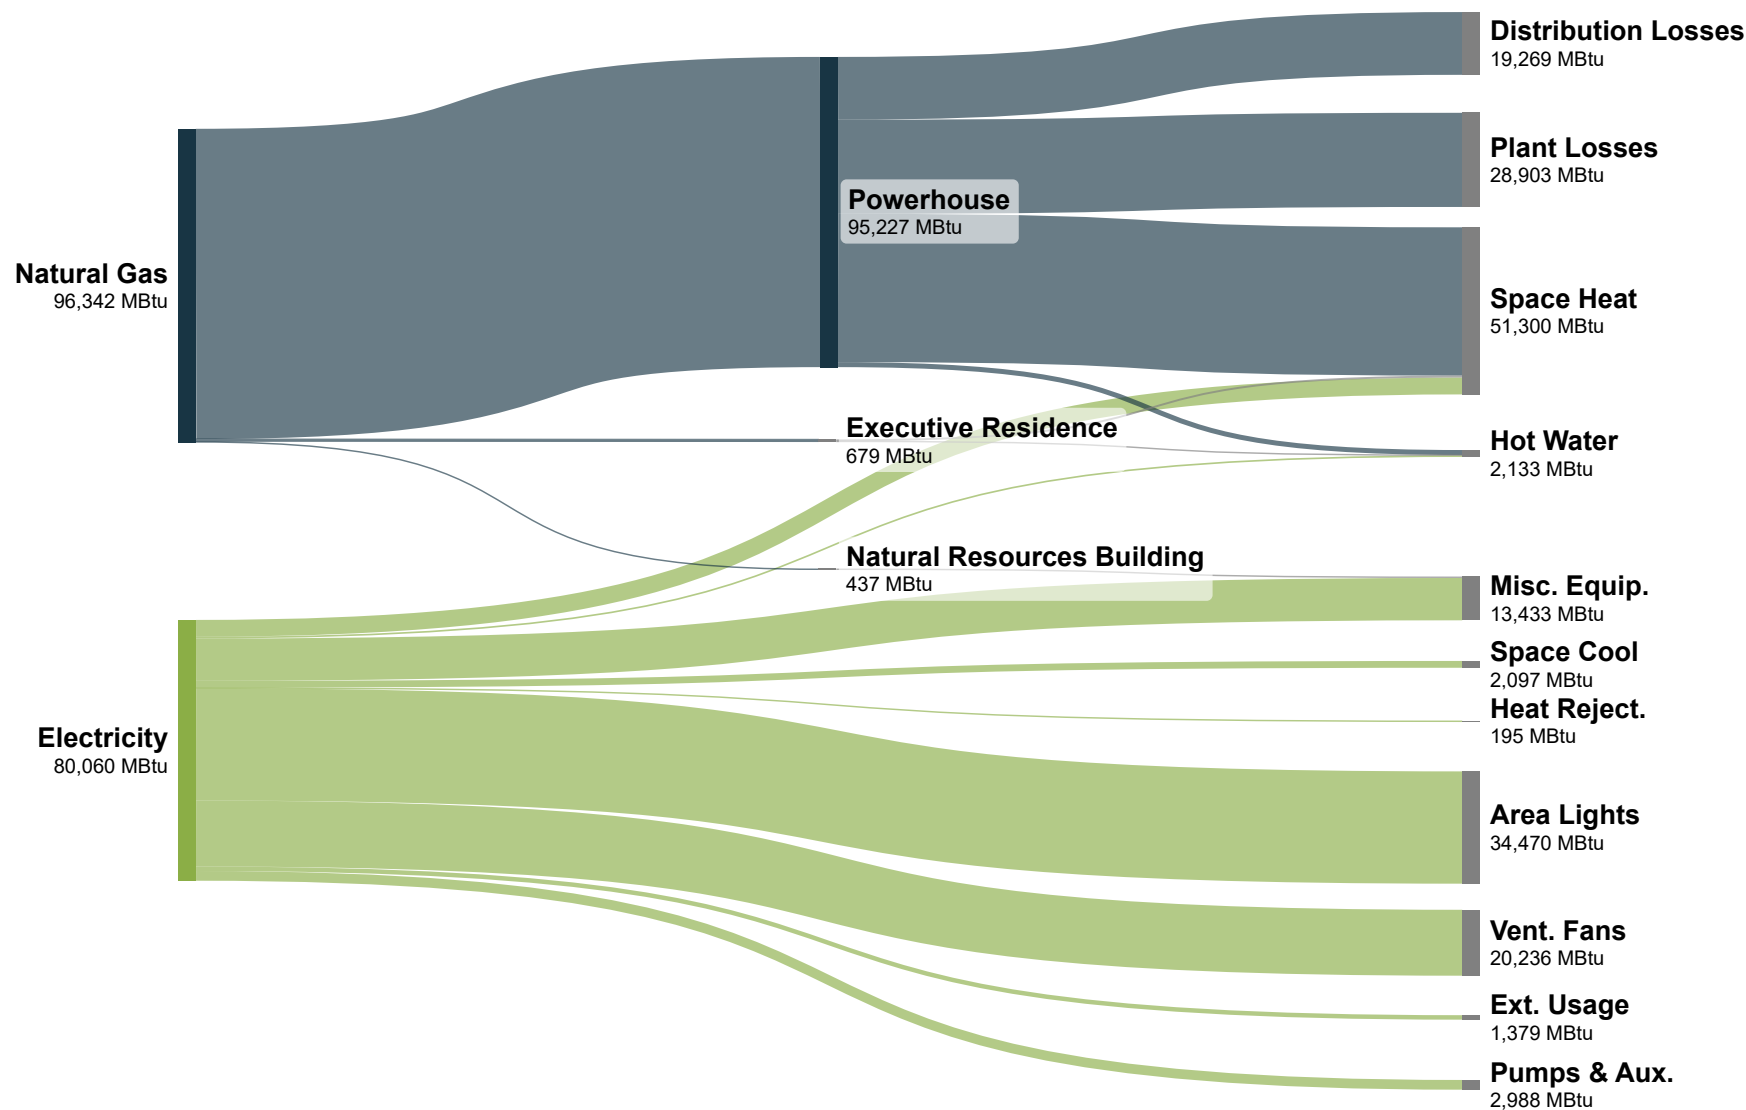 Natural Gas
96,342 MBtu
Electricity
80,060 MBtu
Powerhouse
95,227 MBtu
Executive Residence
679 MBtu
Natural Resources Building
437 MBtu
Distribution Losses
19,269 MBtu
Plant Losses
28,903 MBtu
Space Heat
51,300 MBtu
Hot Water
2,133 MBtu
Misc. Equip.
13,433 MBtu
Space Cool
2,097 MBtu
Heat Reject.
195 MBtu
Area Lights
34,470 MBtu
Vent. Fans
20,236 MBtu
Ext. Usage
1,379 MBtu
Pumps & Aux.
2,988 MBtu